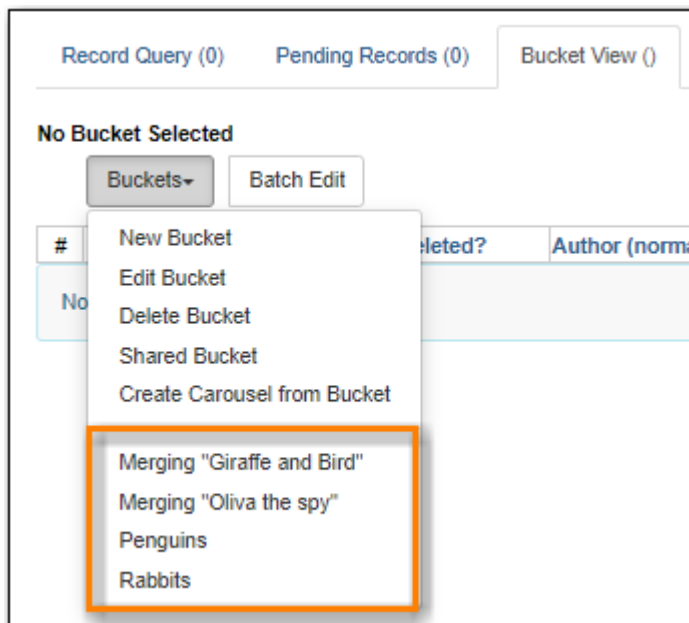 Record Query (0) Pending Records (0) Bucket View ()
No Bucket Selected
Buckets Batch Edit
# eleted? Author (norma
No
New Bucket
Edit Bucket
Delete Bucket
Shared Bucket
Create Carousel from Bucket
Merging "Giraffe and Bird"
Merging "Oliva the spy"
Penguins
Rabbits